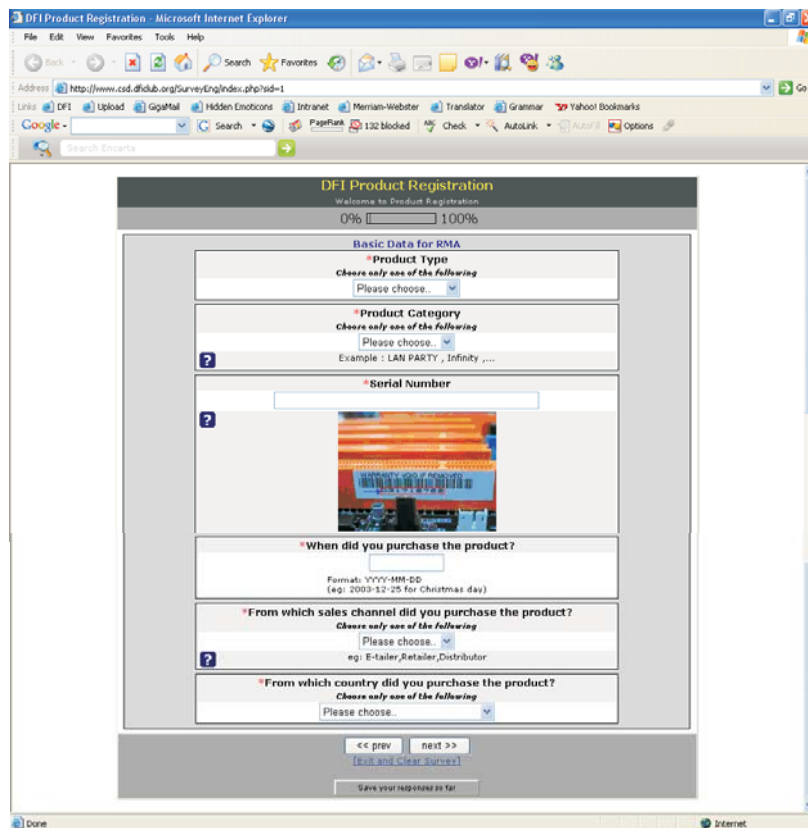 DFI Product Registration - Microsoft Internet Explorer
File Edit View Favorites Tools Help
Back Search Favorites
Address http://www.csd.dficlub.org/SurveyEng/index.php?sid=1 Go
Links DFI Upload GigaMail Hidden Emoticons Intranet Merriam-Webster Translator Grammar Yahoo! Bookmarks
Google Search PageRank 132 blocked Check AutoLink AutoFill Options
Search Encarta
DFI Product Registration
Welcome to Product Registration
0% 100%
Basic Data for RMA
*Product Type
Choose only one of the following
Please choose..
*Product Category
Choose only one of the following
Please choose..
? Example : LAN PARTY , Infinity ,...
*Serial Number
?
WARRANTY VOID IF REMOVED
*When did you purchase the product?
Format: YYYY-MM-DD
(eg: 2003-12-25 for Christmas day)
*From which sales channel did you purchase the product?
Choose only one of the following
Please choose..
? eg: E-tailer,Retailer,Distributor
*From which country did you purchase the product?
Choose only one of the following
Please choose..
<< prev next >>
[Exit and Clear Survey]
Save your responses so far
Done Internet